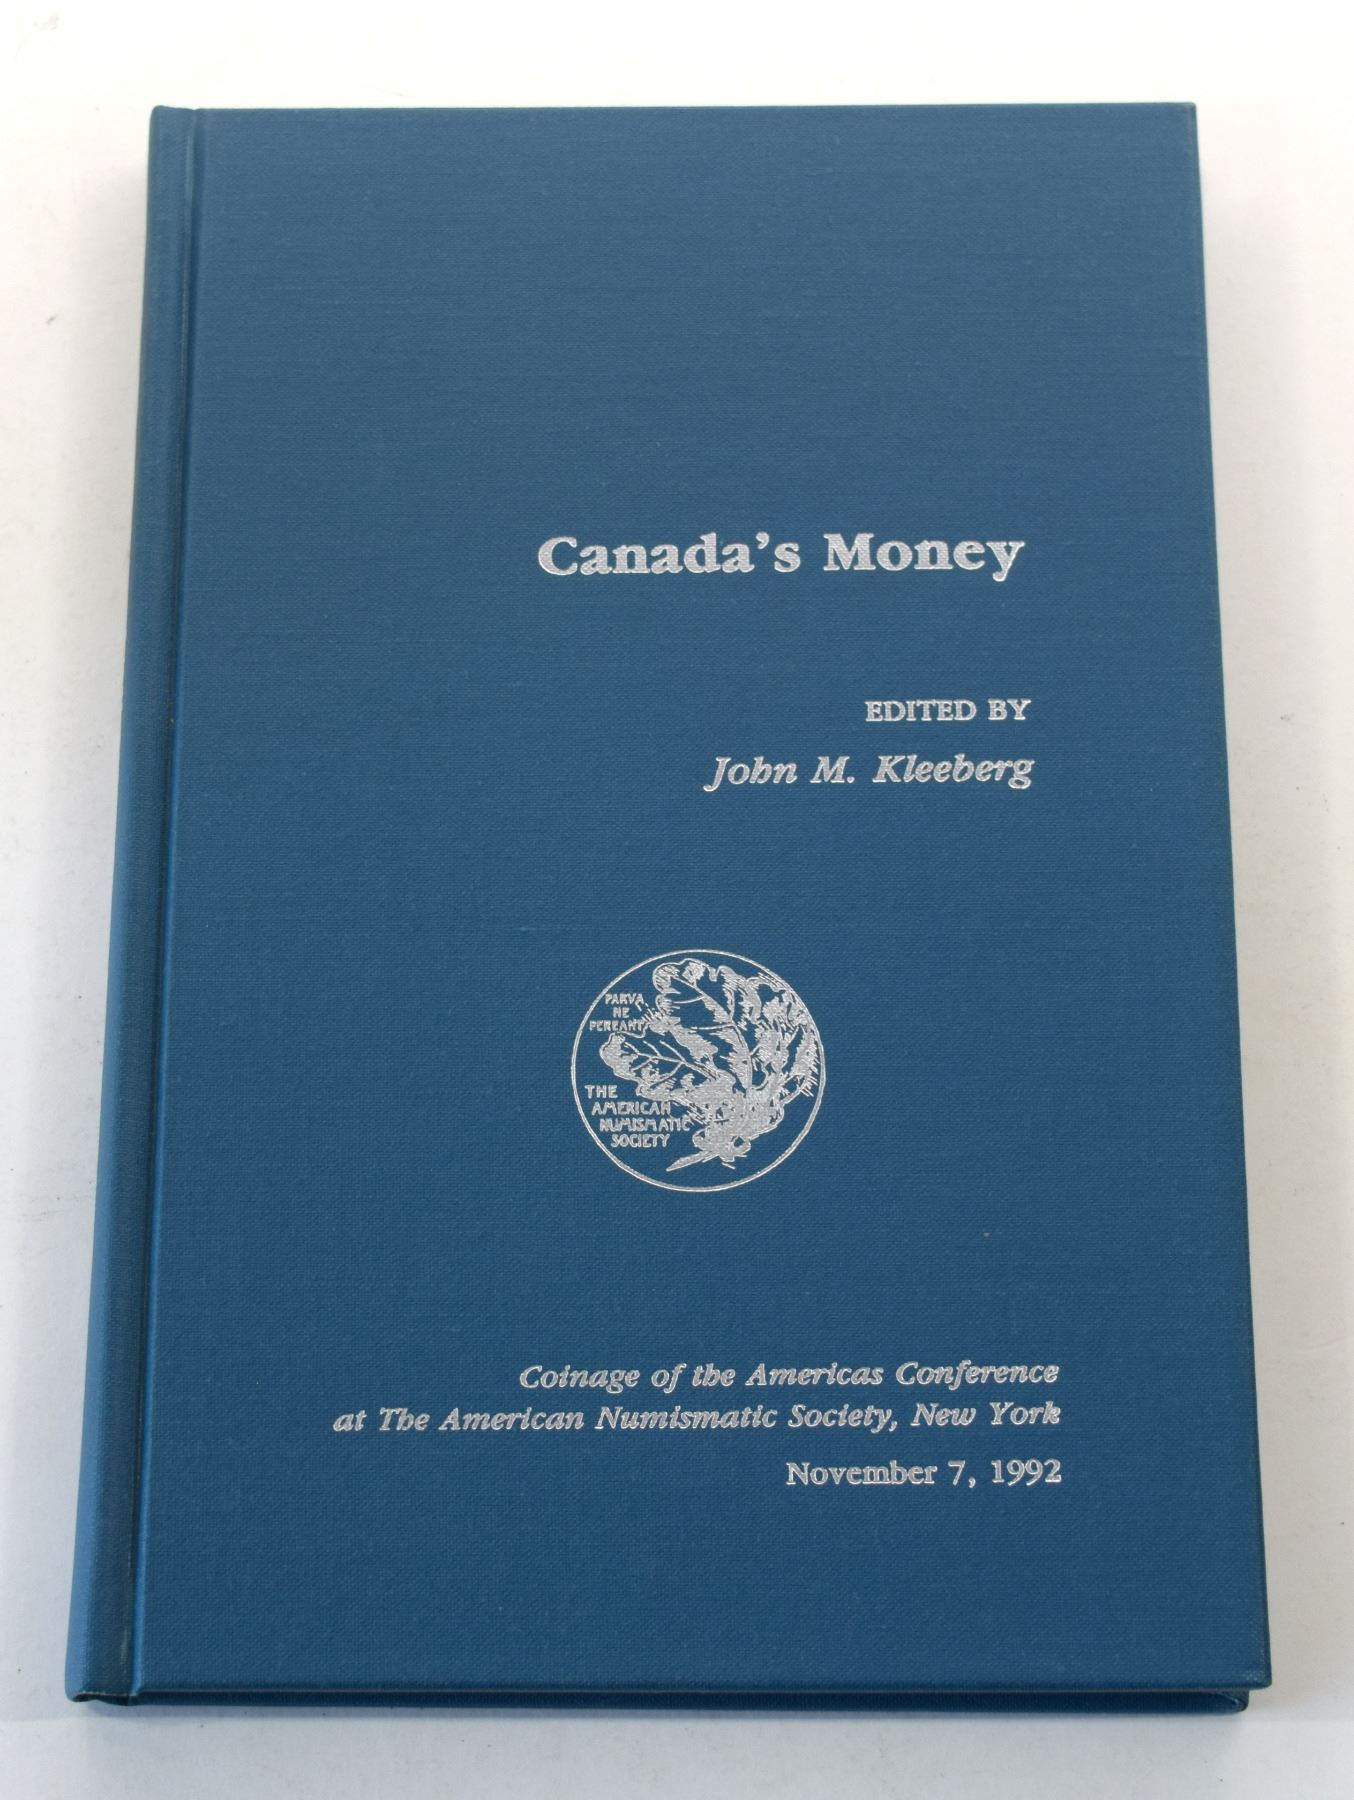 Canada's Money
EDITED BY
John M. Kleeberg
PARVA
NE
PEREANT
THE
AMERICAN
NUMISMATIC
SOCIETY
Coinage of the Americas Conference
at The American Numismatic Society, New York
November 7, 1992